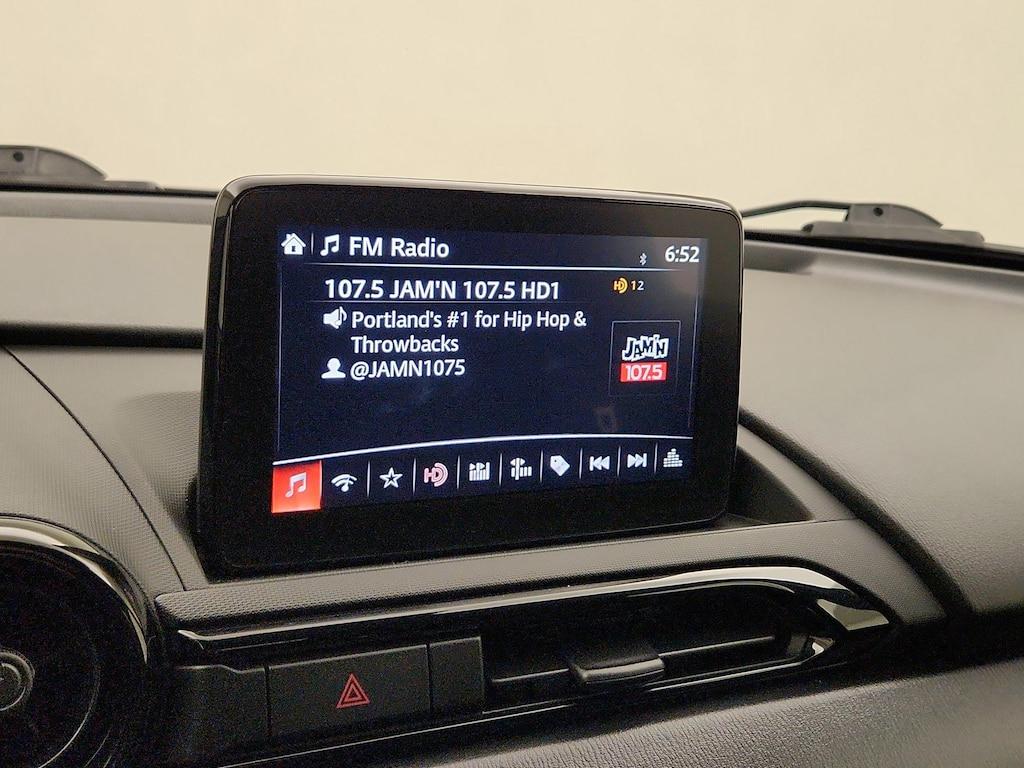 FM Radio
6:52
107.5 JAM'N 107.5 HD1
HD 12
Portland's #1 for Hip Hop &
Throwbacks
@JAMN1075
JAM'N
107.5
HD